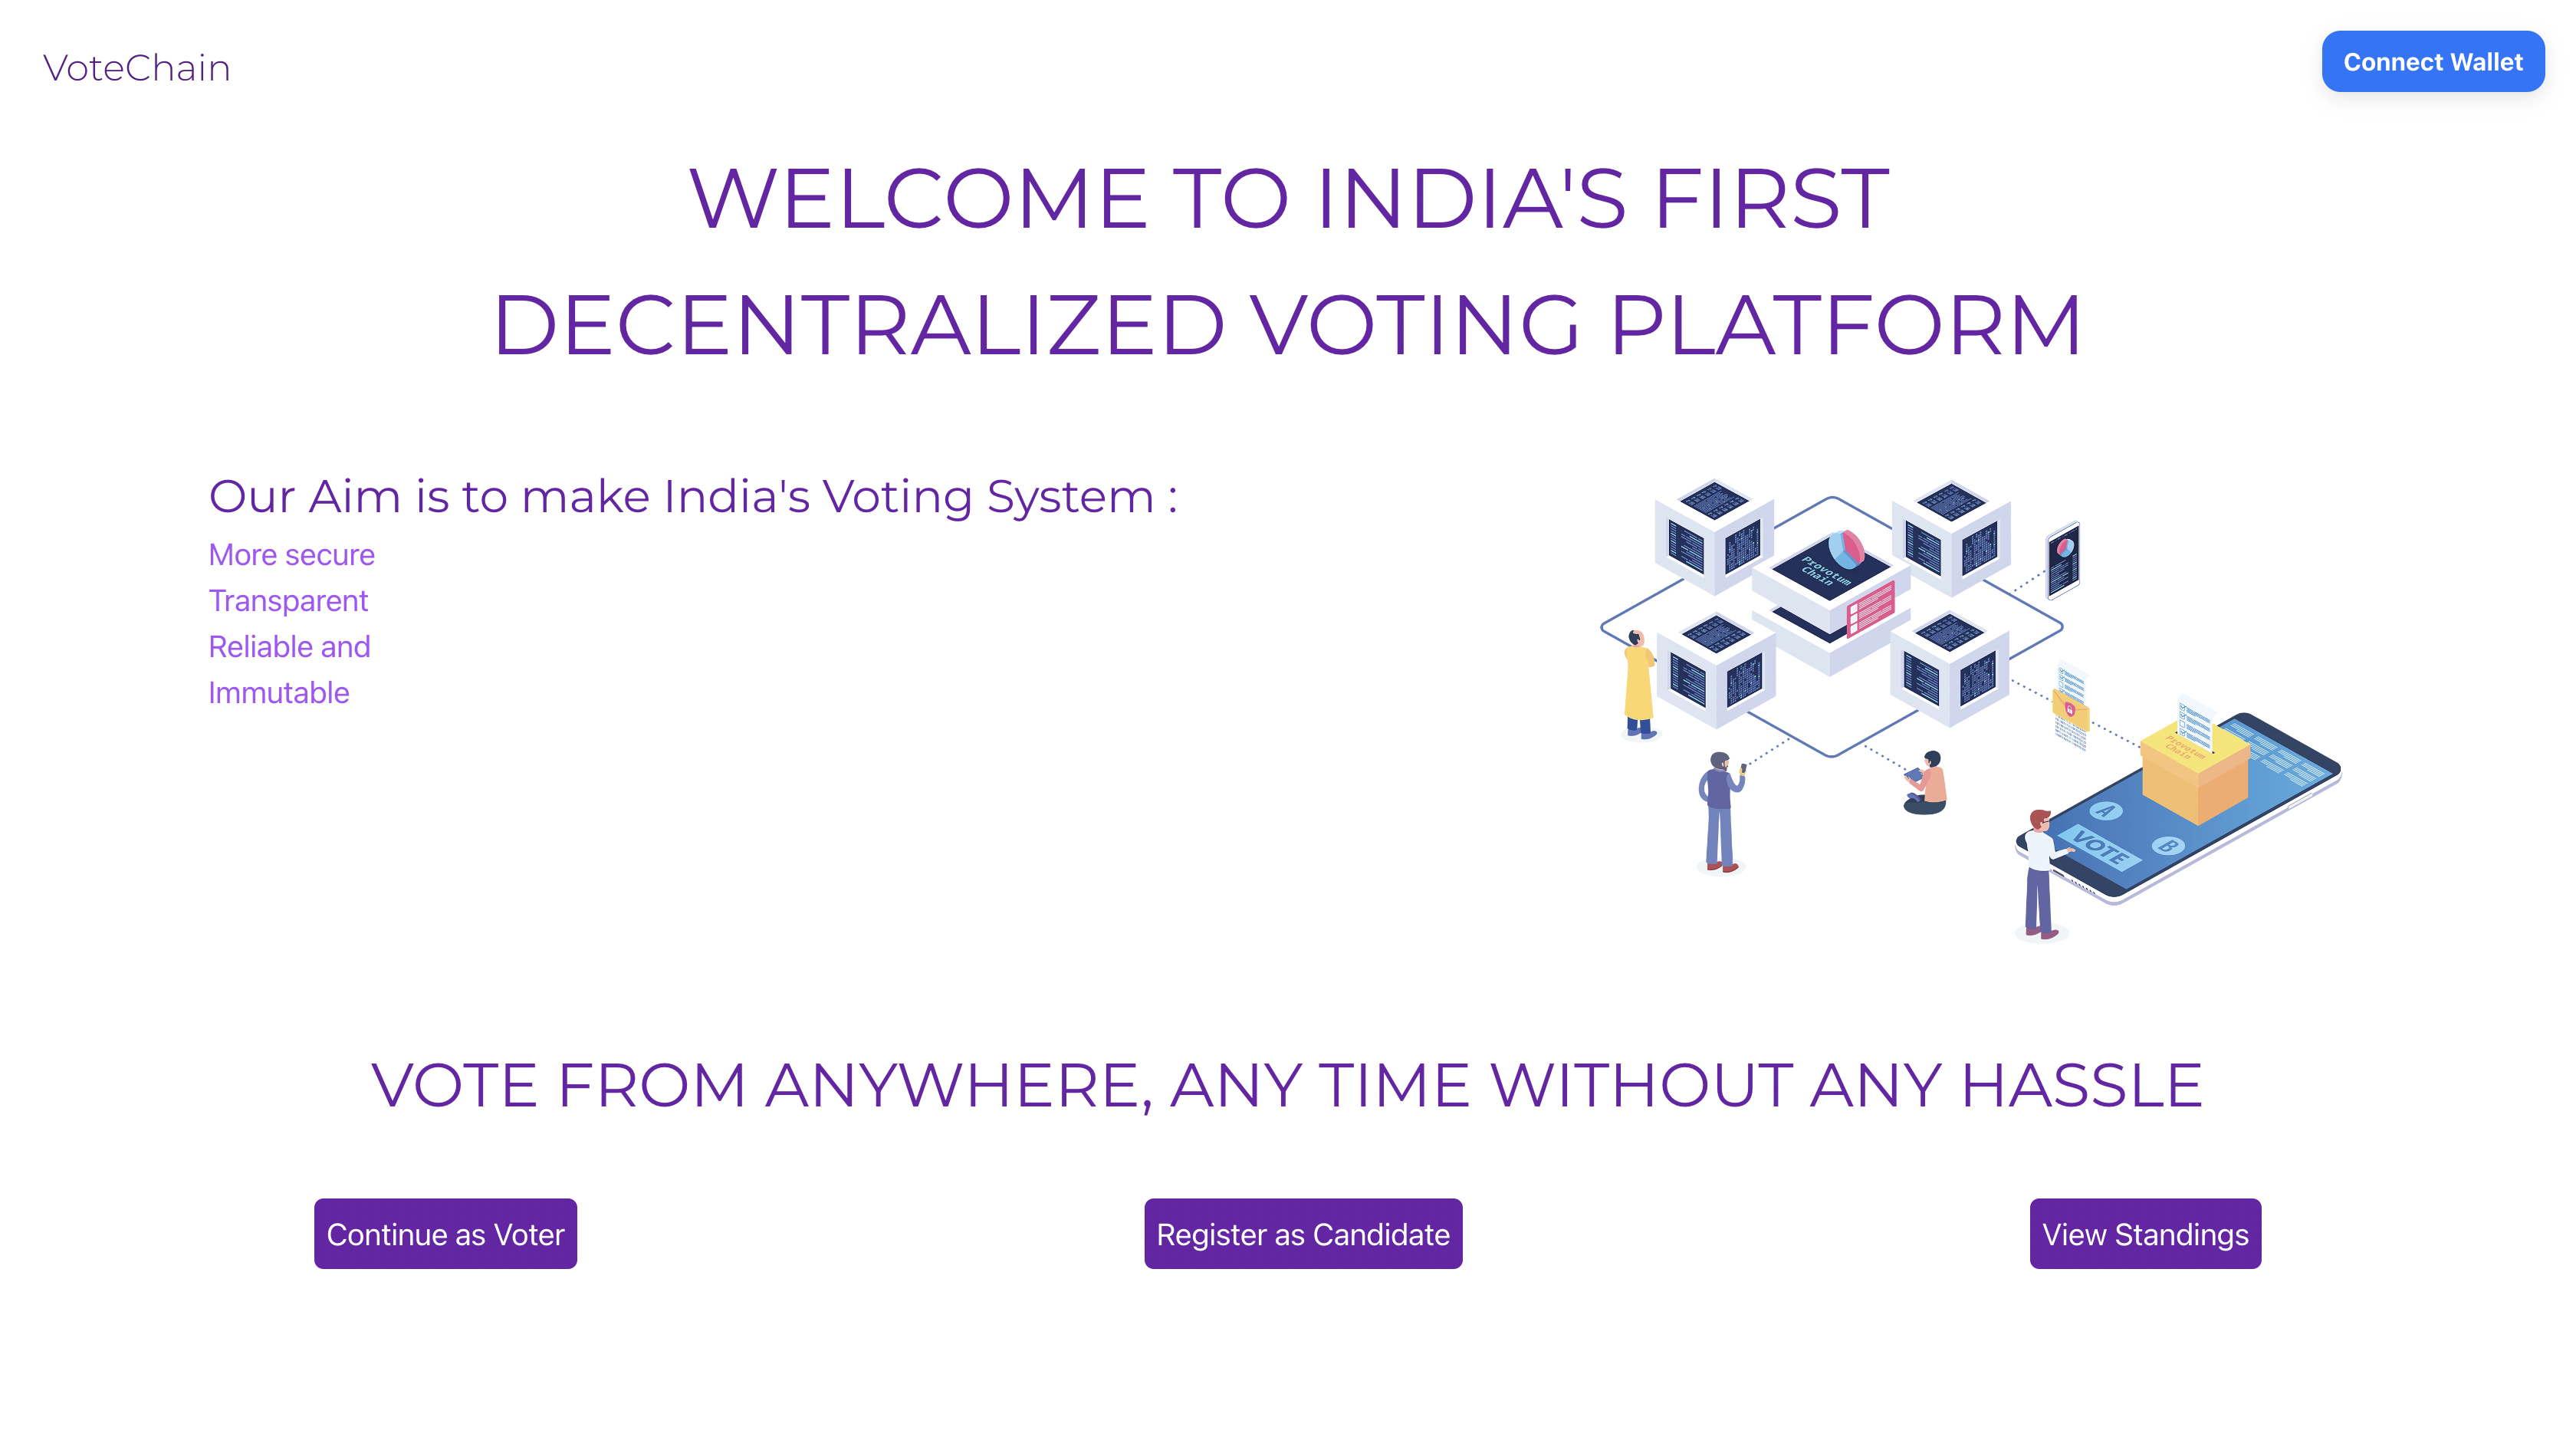 VoteChain
Connect Wallet
WELCOME TO INDIA'S FIRST
DECENTRALIZED VOTING PLATFORM
Our Aim is to make India's Voting System :
More secure
Transparent
Reliable and
Immutable
Provotum
Chain
Provotum
Chain
A
VOTE
B
VOTE FROM ANYWHERE, ANY TIME WITHOUT ANY HASSLE
Continue as Voter
Register as Candidate
View Standings